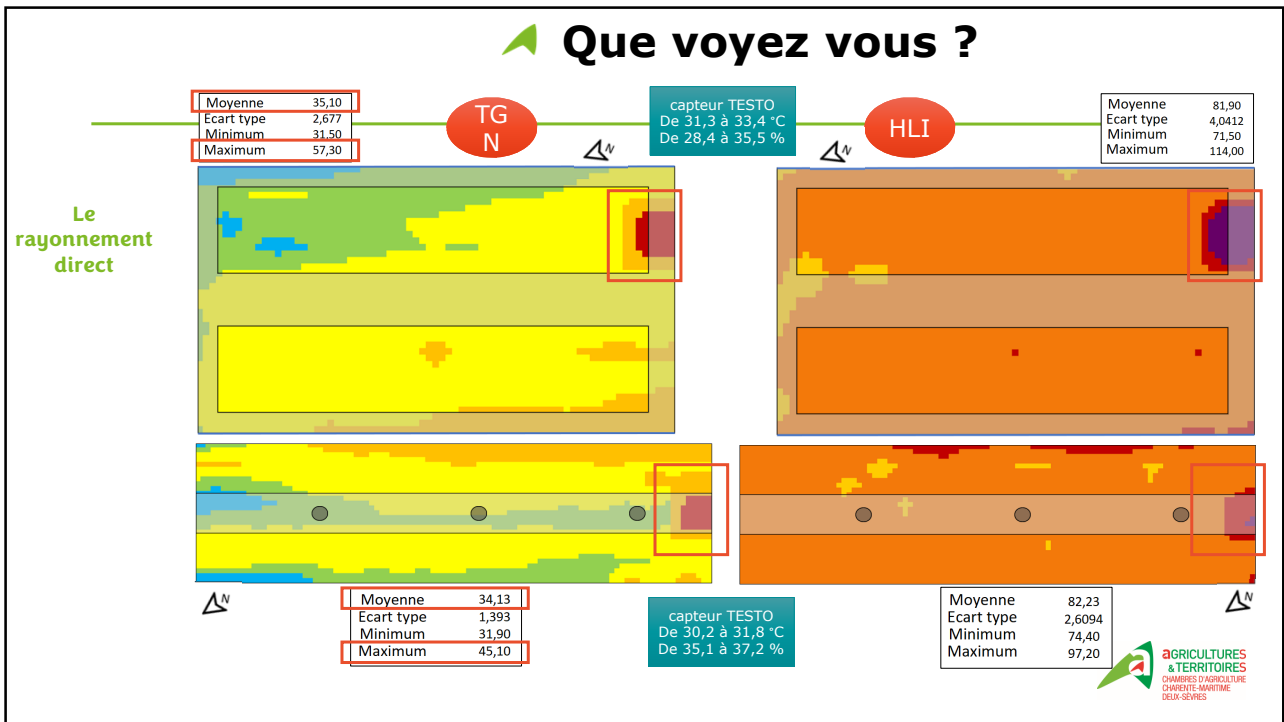 Que voyez vous ?
Moyenne 35,10
Ecart type 2,677
Minimum 31,50
Maximum 57,30
TG
N
capteur TESTO
De 31,3 à 33,4 °C
De 28,4 à 35,5 %
HLI
Moyenne 81,90
Ecart type 4,0412
Minimum 71,50
Maximum 114,00
N
N
Le
rayonnement
direct
N
Moyenne 34,13
Ecart type 1,393
Minimum 31,90
Maximum 45,10
capteur TESTO
De 30,2 à 31,8 °C
De 35,1 à 37,2 %
Moyenne 82,23
Ecart type 2,6094
Minimum 74,40
Maximum 97,20
N
a
aGRICULTURES
& TERRITOIRES
CHAMBRES D'AGRICULTURE
CHARENTE-MARITIME
DEUX-SÈVRES